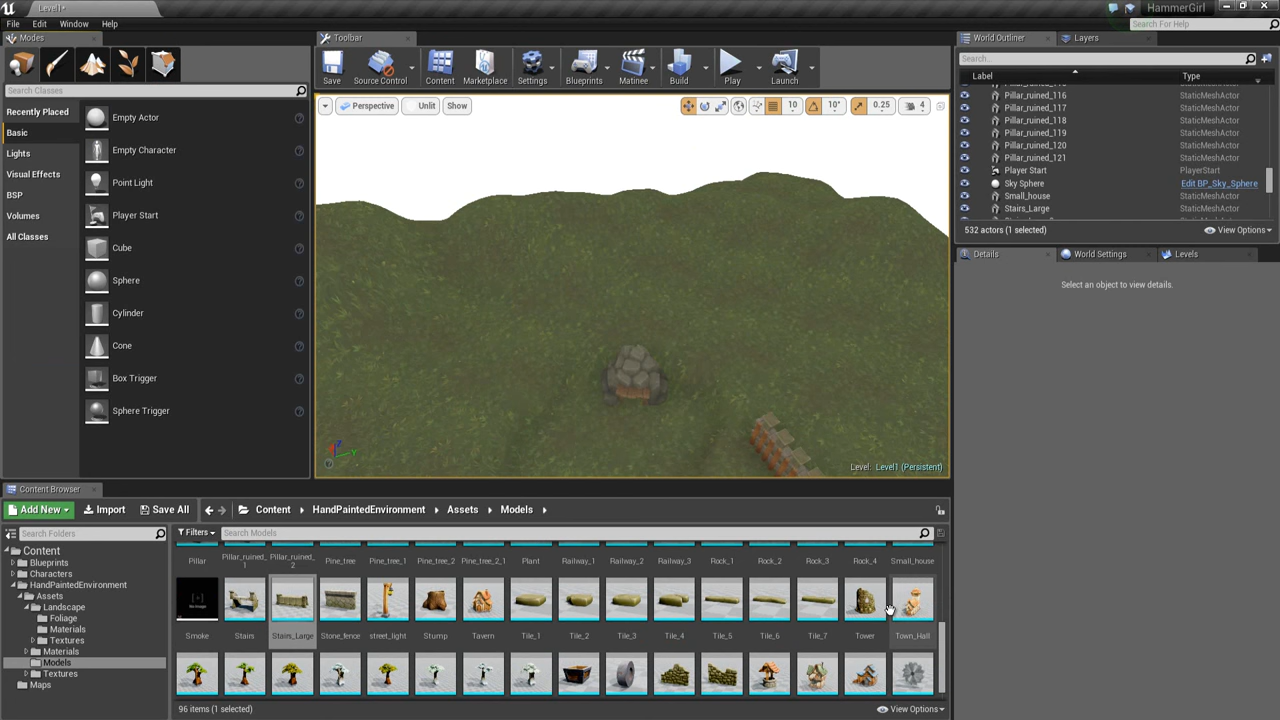 Level1*
HammerGirl
File Edit Window Help
Search For Help
Modes
Toolbar
World Outliner Layers
Save Source Control Content Marketplace Settings Blueprints Matinee Build Play Launch
Search Classes
Search...
Label Type
Recently Placed
Basic
Lights
Visual Effects
BSP
Volumes
All Classes
Empty Actor
Empty Character
Point Light
Player Start
Cube
Sphere
Cylinder
Cone
Box Trigger
Sphere Trigger
Perspective Unlit Show
10 10° 0.25 4
Pillar_ruined_116 StaticMeshActor
Pillar_ruined_117 StaticMeshActor
Pillar_ruined_118 StaticMeshActor
Pillar_ruined_119 StaticMeshActor
Pillar_ruined_120 StaticMeshActor
Pillar_ruined_121 StaticMeshActor
Player Start PlayerStart
Sky Sphere Edit BP_Sky_Sphere
Small_house StaticMeshActor
Stairs_Large StaticMeshActor
532 actors (1 selected) View Options
Details World Settings Levels
Select an object to view details.
Level: Level1 (Persistent)
Content Browser
Add New Import Save All Content HandPaintedEnvironment Assets Models
Search Folders
Filters Search Models
Content
Blueprints
Characters
HandPaintedEnvironment
Assets
Landscape
Foliage
Materials
Textures
Materials
Models
Textures
Maps
Pillar Pillar_ruined_1 Pillar_ruined_2 Pine_tree Pine_tree_1 Pine_tree_2 Pine_tree_2_1 Plant Railway_1 Railway_2 Railway_3 Rock_1 Rock_2 Rock_3 Rock_4 Small_house
Smoke Stairs Stairs_Large Stone_fence street_light Stump Tavern Tile_1 Tile_2 Tile_3 Tile_4 Tile_5 Tile_6 Tile_7 Tower Town_Hall
96 items (1 selected) View Options